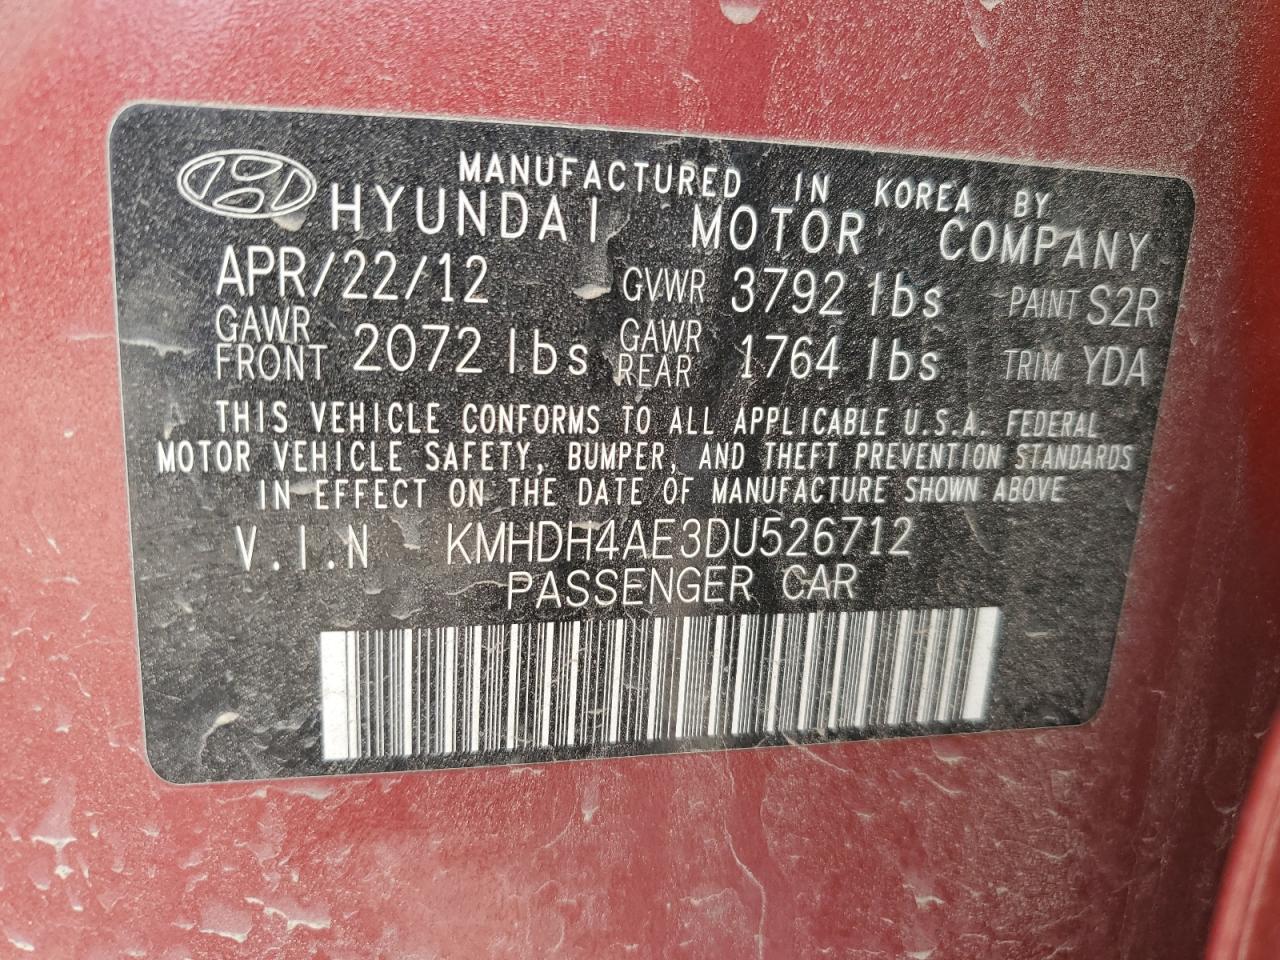 MANUFACTURED IN KOREA BY
HYUNDAI MOTOR COMPANY
APR/22/12 GVWR 3792 lbs PAINT S2R
GAWR FRONT 2072 lbs GAWR REAR 1764 lbs TRIM YDA
THIS VEHICLE CONFORMS TO ALL APPLICABLE U.S.A. FEDERAL
MOTOR VEHICLE SAFETY, BUMPER, AND THEFT PREVENTION STANDARDS
IN EFFECT ON THE DATE OF MANUFACTURE SHOWN ABOVE
V.I.N KMHDH4AE3DU526712
PASSENGER CAR